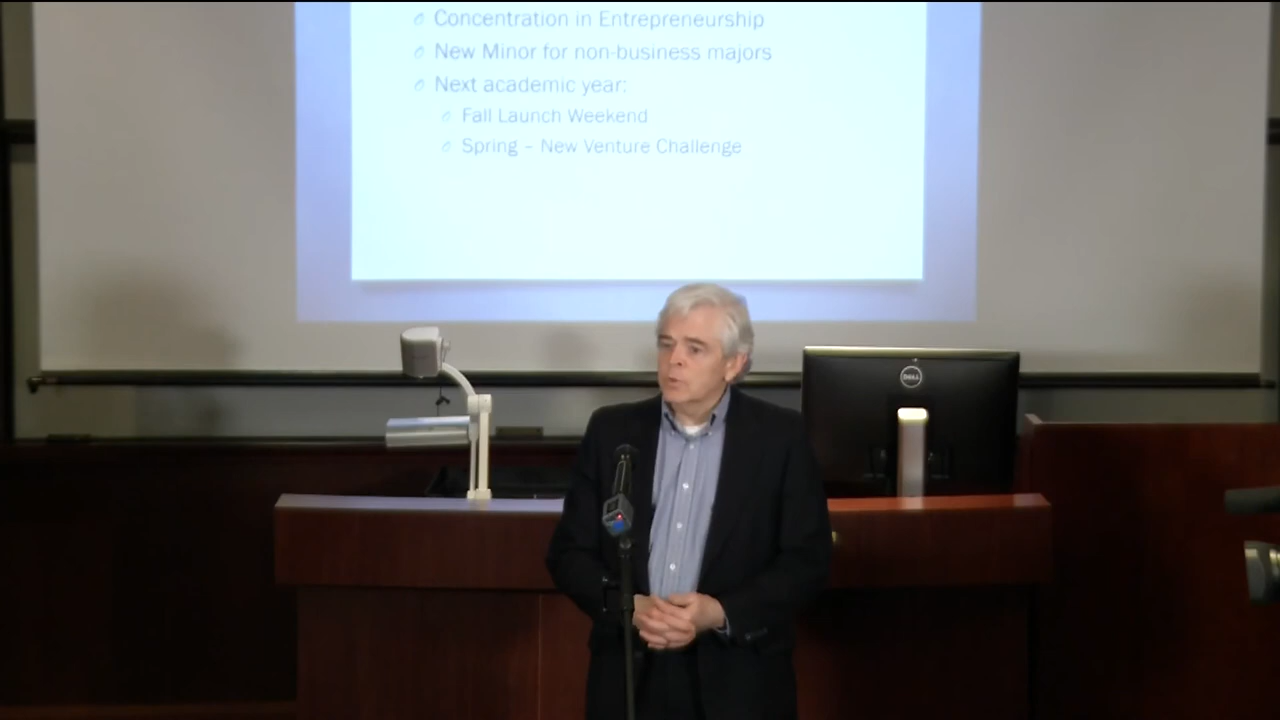 Concentration in Entrepreneurship
New Minor for non-business majors
Next academic year:
Fall Launch Weekend
Spring – New Venture Challenge
DELL